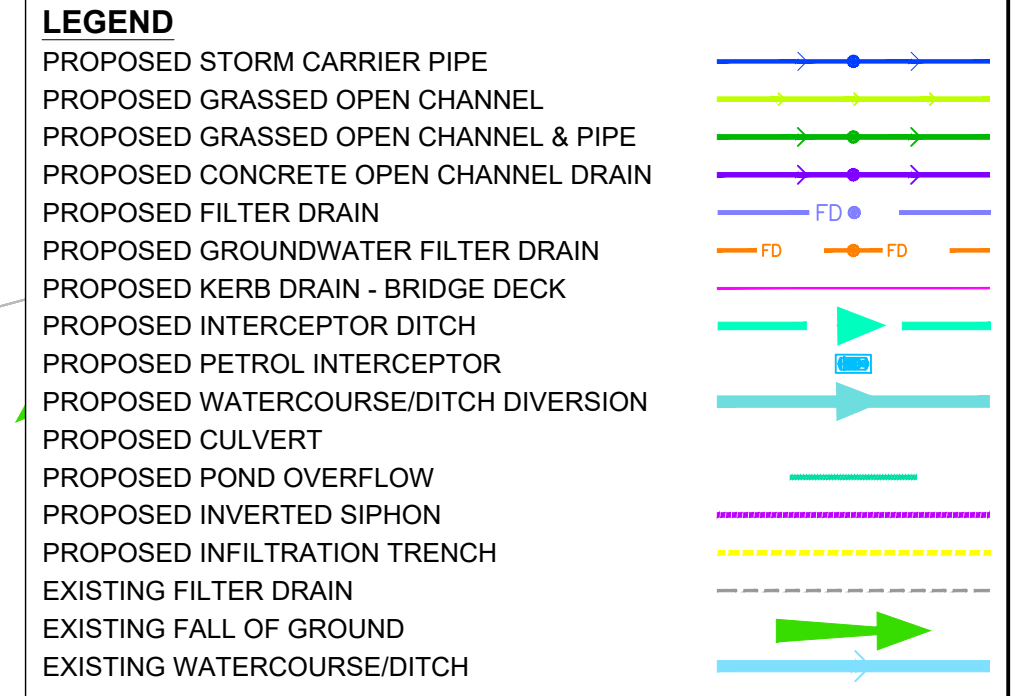 LEGEND
PROPOSED STORM CARRIER PIPE
PROPOSED GRASSED OPEN CHANNEL
PROPOSED GRASSED OPEN CHANNEL & PIPE
PROPOSED CONCRETE OPEN CHANNEL DRAIN
PROPOSED FILTER DRAIN FD
PROPOSED GROUNDWATER FILTER DRAIN FD FD
PROPOSED KERB DRAIN - BRIDGE DECK
PROPOSED INTERCEPTOR DITCH
PROPOSED PETROL INTERCEPTOR
PROPOSED WATERCOURSE/DITCH DIVERSION
PROPOSED CULVERT
PROPOSED POND OVERFLOW
PROPOSED INVERTED SIPHON
PROPOSED INFILTRATION TRENCH
EXISTING FILTER DRAIN
EXISTING FALL OF GROUND
EXISTING WATERCOURSE/DITCH